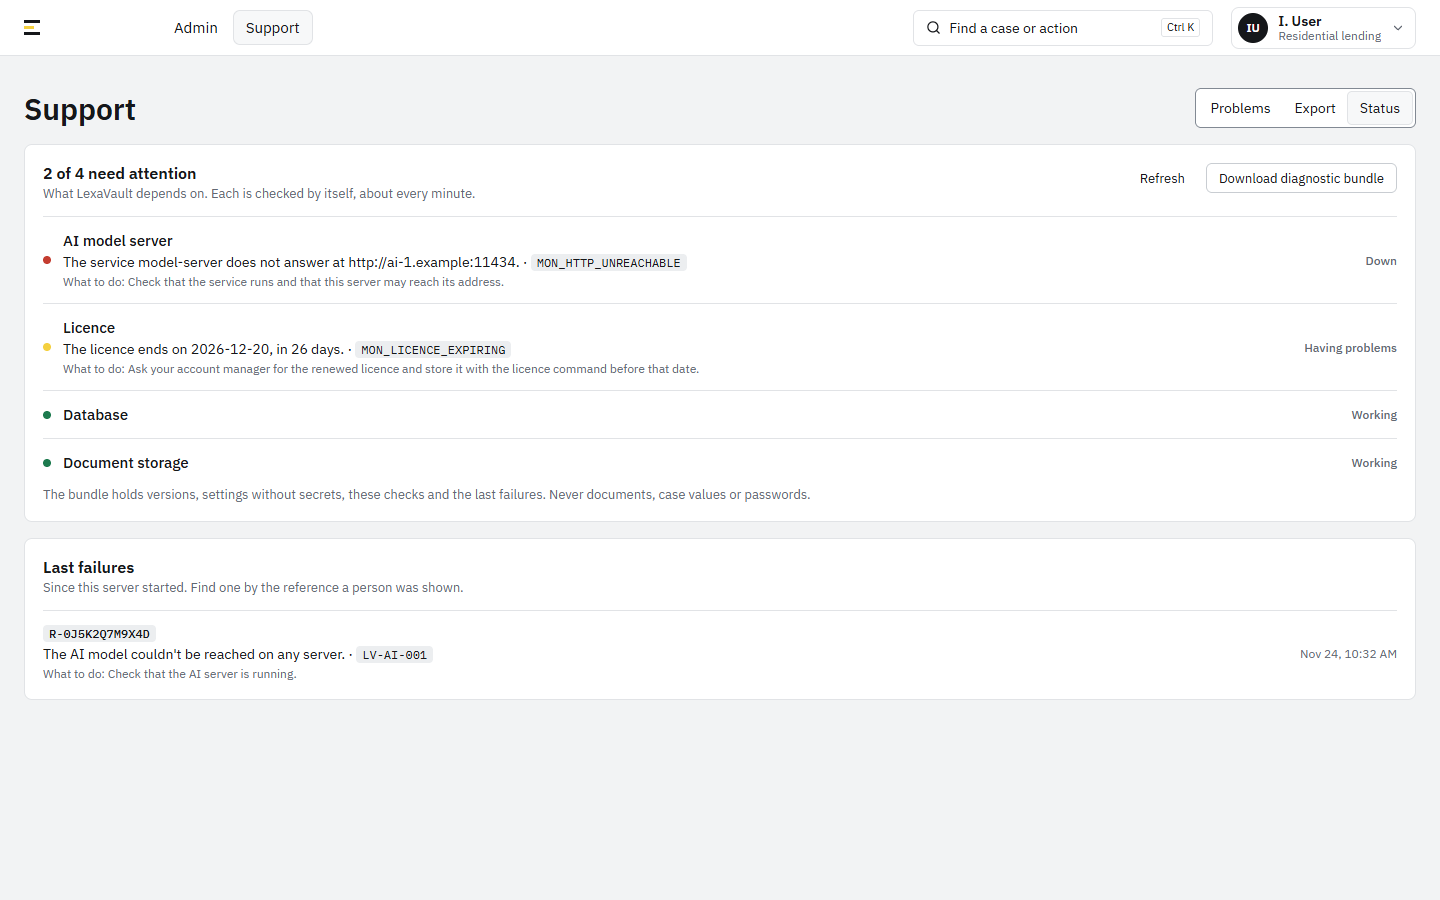 Admin
Support
Find a case or action
Ctrl K
IU
I. User
Residential lending
Support
Problems
Export
Status
2 of 4 need attention
What LexaVault depends on. Each is checked by itself, about every minute.
Refresh
Download diagnostic bundle
AI model server
The service model-server does not answer at http://ai-1.example:11434. · MON_HTTP_UNREACHABLE
What to do: Check that the service runs and that this server may reach its address.
Down
Licence
The licence ends on 2026-12-20, in 26 days. · MON_LICENCE_EXPIRING
What to do: Ask your account manager for the renewed licence and store it with the licence command before that date.
Having problems
Database
Working
Document storage
Working
The bundle holds versions, settings without secrets, these checks and the last failures. Never documents, case values or passwords.
Last failures
Since this server started. Find one by the reference a person was shown.
R-0J5K2Q7M9X4D
The AI model couldn't be reached on any server. · LV-AI-001
What to do: Check that the AI server is running.
Nov 24, 10:32 AM